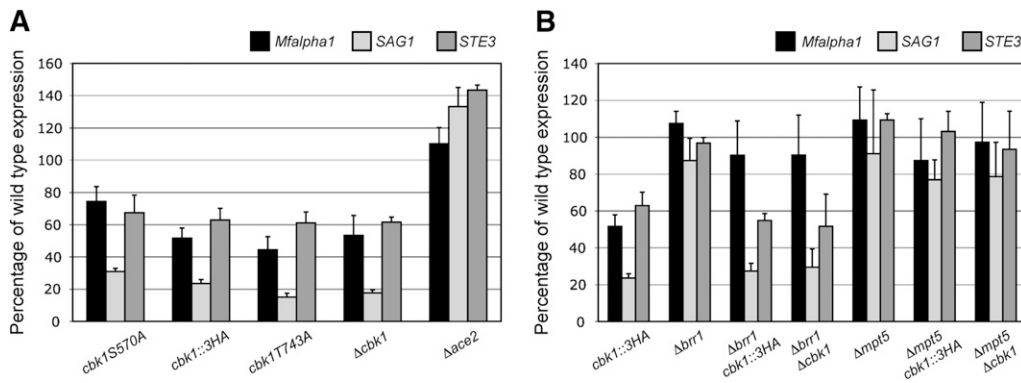 A
Mfalpha1 SAG1 STE3
Percentage of wild type expression
160
140
120
100
80
60
40
20
0
cbk1S570A
cbk1::3HA
cbk1T743A
Δcbk1
Δace2
B
Mfalpha1 SAG1 STE3
Percentage of wild type expression
140
120
100
80
60
40
20
0
cbk1::3HA
Δbrr1
Δbrr1
cbk1::3HA
Δbrr1
Δcbk1
Δmpt5
Δmpt5
cbk1::3HA
Δmpt5
Δcbk1